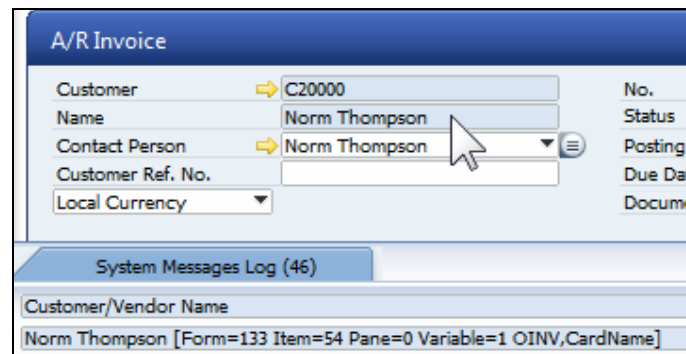 A/R Invoice
Customer C20000 No.
Name Norm Thompson Status
Contact Person Norm Thompson Posting
Customer Ref. No. Due Da
Local Currency Docume
System Messages Log (46)
Customer/Vendor Name
Norm Thompson [Form=133 Item=54 Pane=0 Variable=1 OINV,CardName]